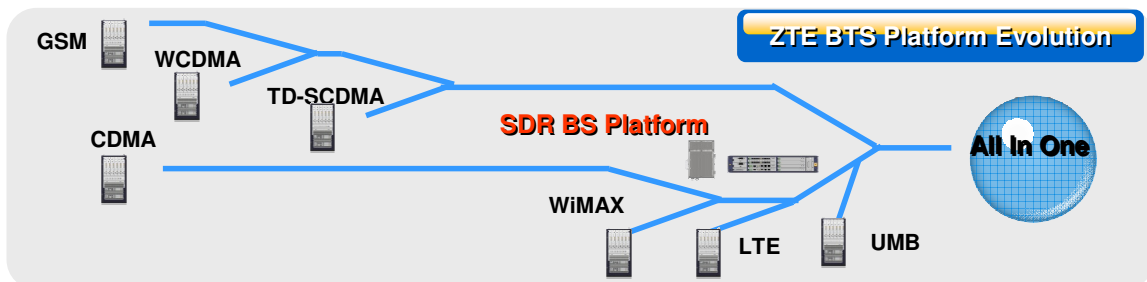 ZTE BTS Platform Evolution
GSM
WCDMA
TD-SCDMA
SDR BS Platform
CDMA
All In One
WiMAX
LTE
UMB